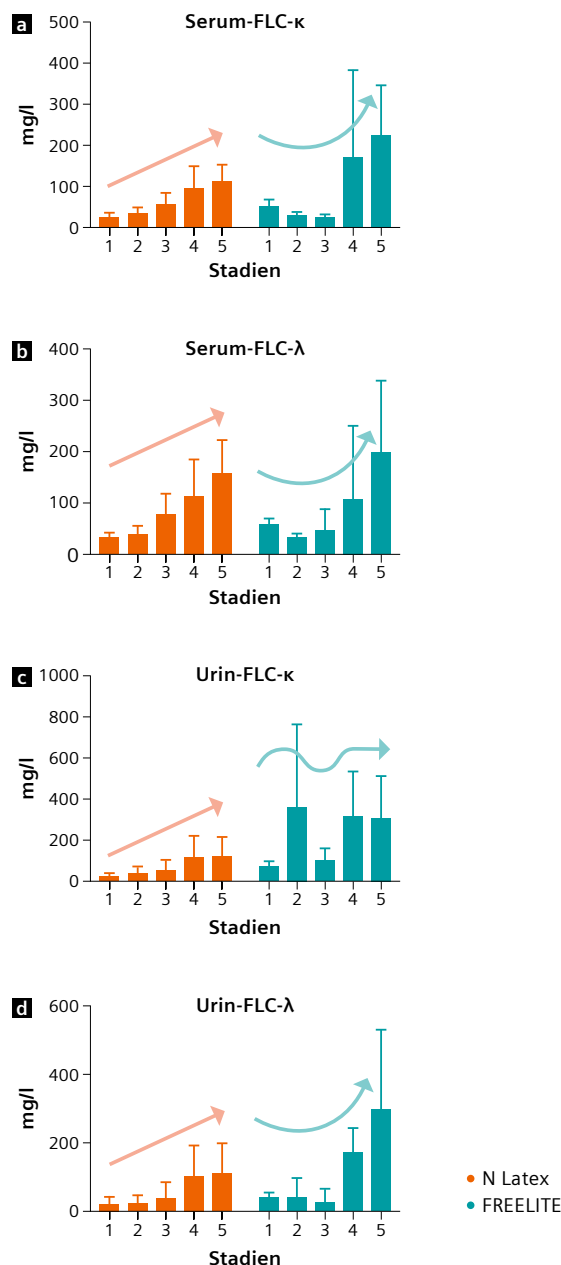 a Serum-FLC-κ
500
400
300
200
100
0
mg/l
1 2 3 4 5 1 2 3 4 5
Stadien
b Serum-FLC-λ
400
300
200
100
0
mg/l
1 2 3 4 5 1 2 3 4 5
Stadien
c Urin-FLC-κ
1000
800
600
400
200
0
mg/l
1 2 3 4 5 1 2 3 4 5
Stadien
d Urin-FLC-λ
600
400
200
0
mg/l
1 2 3 4 5 1 2 3 4 5
Stadien
N Latex
FREELITE